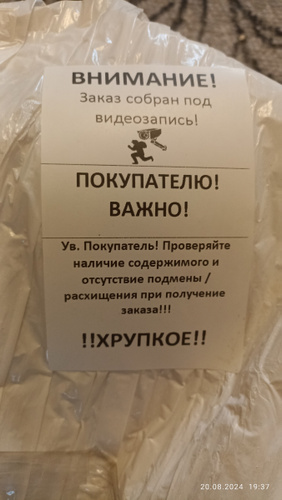 ВНИМАНИЕ!
Заказ собран под
видеозапись!
ПОКУПАТЕЛЮ!
ВАЖНО!
Ув. Покупатель! Проверяйте
наличие содержимого и
отсутствие подмены /
расхищения при получение
заказа!!!
!!ХРУПКОЕ!!
20.08.2024 19:37